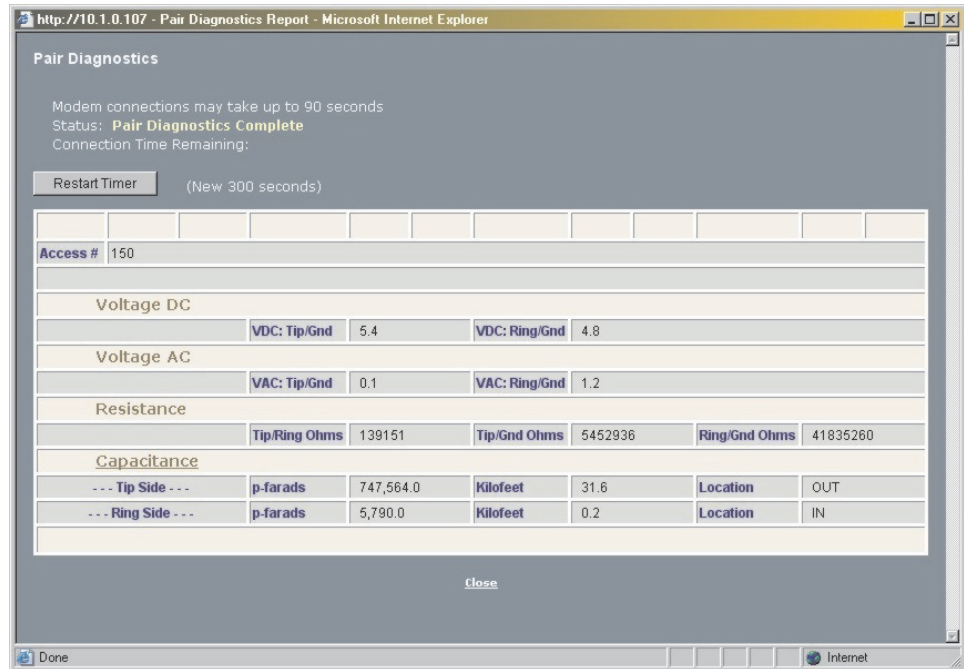 http://10.1.0.107 - Pair Diagnostics Report - Microsoft Internet Explorer
Pair Diagnostics
Modem connections may take up to 90 seconds
Status: Pair Diagnostics Complete
Connection Time Remaining:
Restart Timer (New 300 seconds)
Access # 150
Voltage DC
VDC: Tip/Gnd 5.4 VDC: Ring/Gnd 4.8
Voltage AC
VAC: Tip/Gnd 0.1 VAC: Ring/Gnd 1.2
Resistance
Tip/Ring Ohms 139151 Tip/Gnd Ohms 5452936 Ring/Gnd Ohms 41835260
Capacitance
- - - Tip Side - - - p-farads 747,564.0 Kilofeet 31.6 Location OUT
- - - Ring Side - - - p-farads 5,790.0 Kilofeet 0.2 Location IN
Close
Done Internet